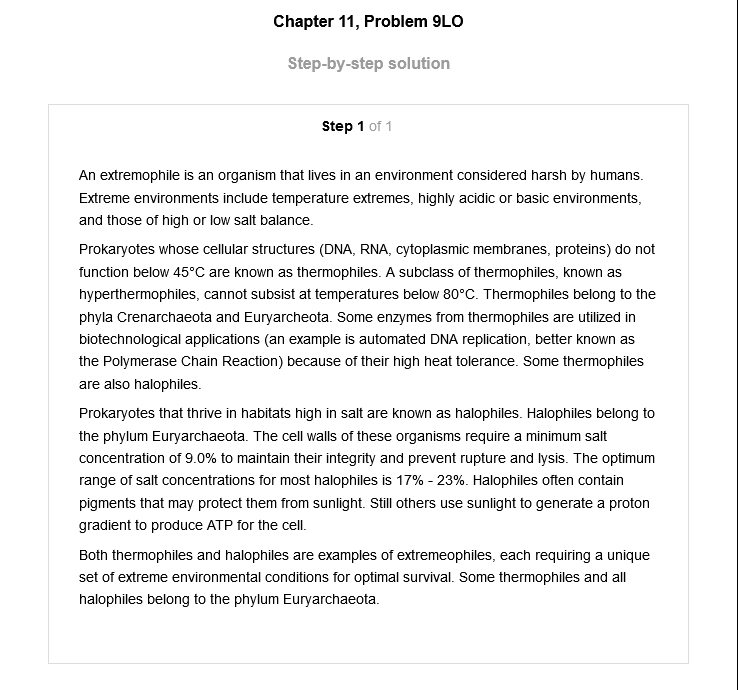 Chapter 11, Problem 9LO
Step-by-step solution
Step 1 of 1
An extremophile is an organism that lives in an environment considered harsh by humans.
Extreme environments include temperature extremes, highly acidic or basic environments,
and those of high or low salt balance.
Prokaryotes whose cellular structures (DNA, RNA, cytoplasmic membranes, proteins) do not
function below 45°C are known as thermophiles. A subclass of thermophiles, known as
hyperthermophiles, cannot subsist at temperatures below 80°C. Thermophiles belong to the
phyla Crenarchaeota and Euryarcheota. Some enzymes from thermophiles are utilized in
biotechnological applications (an example is automated DNA replication, better known as
the Polymerase Chain Reaction) because of their high heat tolerance. Some thermophiles
are also halophiles.
Prokaryotes that thrive in habitats high in salt are known as halophiles. Halophiles belong to
the phylum Euryarchaeota. The cell walls of these organisms require a minimum salt
concentration of 9.0% to maintain their integrity and prevent rupture and lysis. The optimum
range of salt concentrations for most halophiles is 17% - 23%. Halophiles often contain
pigments that may protect them from sunlight. Still others use sunlight to generate a proton
gradient to produce ATP for the cell.
Both thermophiles and halophiles are examples of extremeophiles, each requiring a unique
set of extreme environmental conditions for optimal survival. Some thermophiles and all
halophiles belong to the phylum Euryarchaeota.